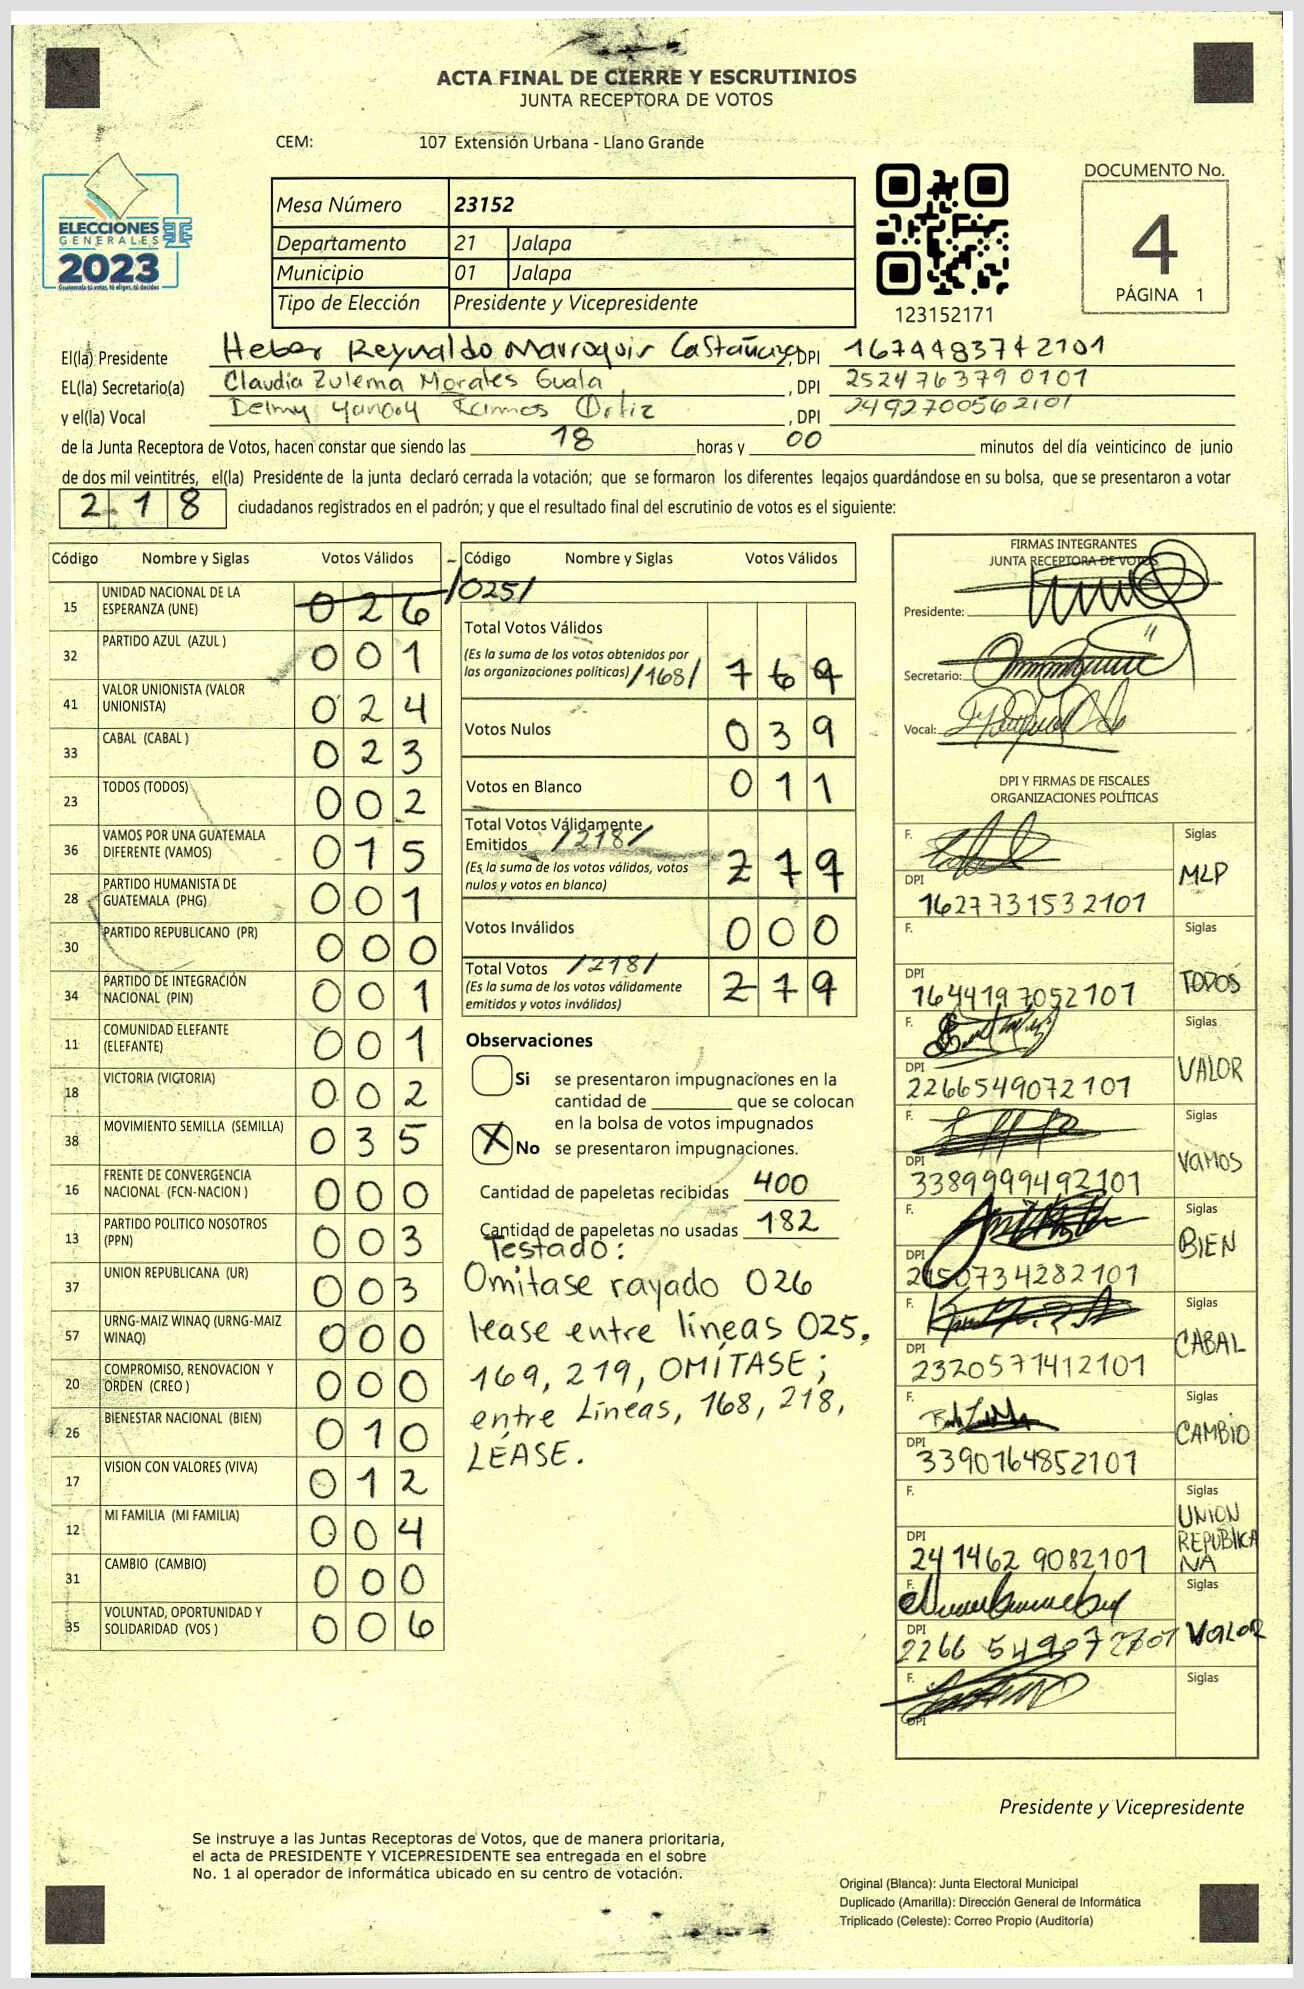 ACTA FINAL DE CIERRE Y ESCRUTINIOS
JUNTA RECEPTORA DE VOTOS
CEM: 107 Extensión Urbana - Llano Grande
ELECCIONES
GENERALES
2023
Guatemala tú votas, tú eliges, tú decides
Mesa Número 23152
Departamento 21 Jalapa
Municipio 01 Jalapa
Tipo de Elección Presidente y Vicepresidente
123152171
DOCUMENTO No.
4
PÁGINA 1
El(la) Presidente Heber Reynaldo Marroquin Castañaza, DPI 1674483742101
EL(la) Secretario(a) Claudia Zulema Morales Guala, DPI 2524763790101
y el(la) Vocal Delmy Yanory Ramos Ortiz, DPI 2492700562101
de la Junta Receptora de Votos, hacen constar que siendo las 18 horas y 00 minutos del día veinticinco de junio
de dos mil veintitrés, el(la) Presidente de la junta declaró cerrada la votación; que se formaron los diferentes legajos guardándose en su bolsa, que se presentaron a votar
218 ciudadanos registrados en el padrón; y que el resultado final del escrutinio de votos es el siguiente:
Código Nombre y Siglas Votos Válidos
15 UNIDAD NACIONAL DE LA ESPERANZA (UNE) 026 /025/
32 PARTIDO AZUL (AZUL ) 001
41 VALOR UNIONISTA (VALOR UNIONISTA) 024
33 CABAL (CABAL ) 023
23 TODOS (TODOS) 002
36 VAMOS POR UNA GUATEMALA DIFERENTE (VAMOS) 015
28 PARTIDO HUMANISTA DE GUATEMALA (PHG) 001
30 PARTIDO REPUBLICANO (PR) 000
34 PARTIDO DE INTEGRACIÓN NACIONAL (PIN) 001
11 COMUNIDAD ELEFANTE (ELEFANTE) 001
18 VICTORIA (VICTORIA) 002
38 MOVIMIENTO SEMILLA (SEMILLA) 035
16 FRENTE DE CONVERGENCIA NACIONAL (FCN-NACION ) 000
13 PARTIDO POLITICO NOSOTROS (PPN) 003
37 UNION REPUBLICANA (UR) 003
57 URNG-MAIZ WINAQ (URNG-MAIZ WINAQ) 000
20 COMPROMISO, RENOVACION Y ORDEN (CREO ) 000
26 BIENESTAR NACIONAL (BIEN) 010
17 VISION CON VALORES (VIVA) 012
12 MI FAMILIA (MI FAMILIA) 004
31 CAMBIO (CAMBIO) 000
35 VOLUNTAD, OPORTUNIDAD Y SOLIDARIDAD (VOS ) 006
Código Nombre y Siglas Votos Válidos
Total Votos Válidos
(Es la suma de los votos obtenidos por
las organizaciones políticas) /168/ 169
Votos Nulos 039
Votos en Blanco 011
Total Votos Válidamente
Emitidos /218/
(Es la suma de los votos válidos, votos
nulos y votos en blanco) 219
Votos Inválidos 000
Total Votos /218/
(Es la suma de los votos válidamente
emitidos y votos inválidos) 219
Observaciones
Si se presentaron impugnaciones en la
cantidad de ________ que se colocan
en la bolsa de votos impugnados
X No se presentaron impugnaciones.
Cantidad de papeletas recibidas 400
Cantidad de papeletas no usadas 182
Testado:
Omitase rayado 026
lease entre líneas 025.
169, 219, OMÍTASE;
entre Líneas, 168, 218,
LÉASE.
FIRMAS INTEGRANTES
JUNTA RECEPTORA DE VOTOS
Presidente:
Secretario:
Vocal:
DPI Y FIRMAS DE FISCALES
ORGANIZACIONES POLÍTICAS
F. Siglas
DPI 1627731532101 MLP
F. Siglas
DPI 1644197052101 TODOS
F. Siglas
DPI 2266549072101 VALOR
F. Siglas
DPI 3389999492101 VAMOS
F. Siglas
DPI 2150734282101 BIEN
F. Siglas
DPI 2320571412101 CABAL
F. Siglas
DPI 3390164852101 CAMBIO
F. Siglas
DPI 2414629082101 UNION REPUBLICA NA
F. Siglas
DPI 2266549072101 VALOR
F. Siglas
DPI
Presidente y Vicepresidente
Se instruye a las Juntas Receptoras de Votos, que de manera prioritaria,
el acta de PRESIDENTE Y VICEPRESIDENTE sea entregada en el sobre
No. 1 al operador de informática ubicado en su centro de votación.
Original (Blanca): Junta Electoral Municipal
Duplicado (Amarilla): Dirección General de Informática
Triplicado (Celeste): Correo Propio (Auditoría)